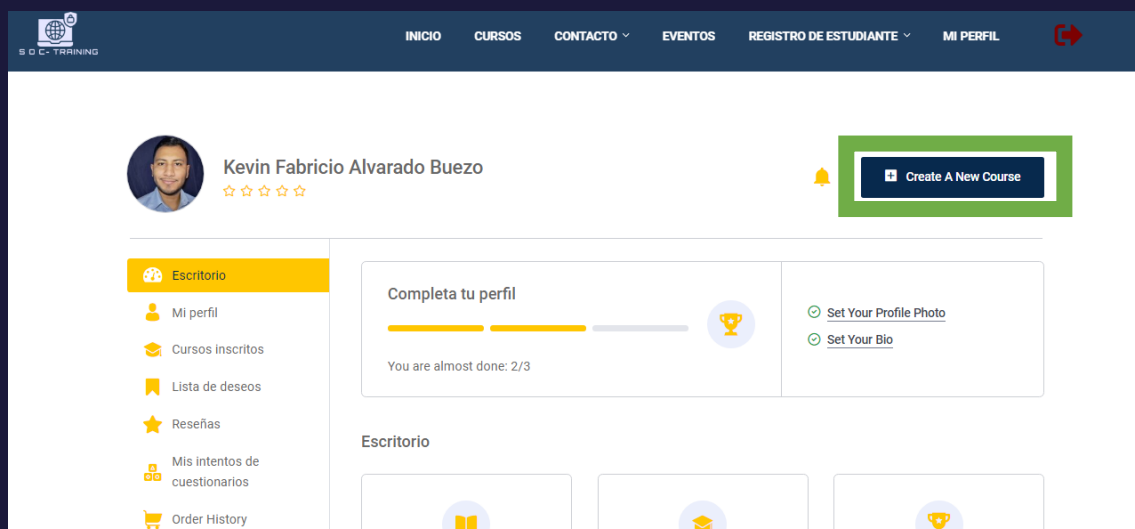 INICIO CURSOS CONTACTO EVENTOS REGISTRO DE ESTUDIANTE MI PERFIL
S O C - TRAINING
Kevin Fabricio Alvarado Buezo
Create A New Course
Escritorio
Mi perfil
Cursos inscritos
Lista de deseos
Reseñas
Mis intentos de
cuestionarios
Order History
Completa tu perfil
You are almost done: 2/3
Set Your Profile Photo
Set Your Bio
Escritorio